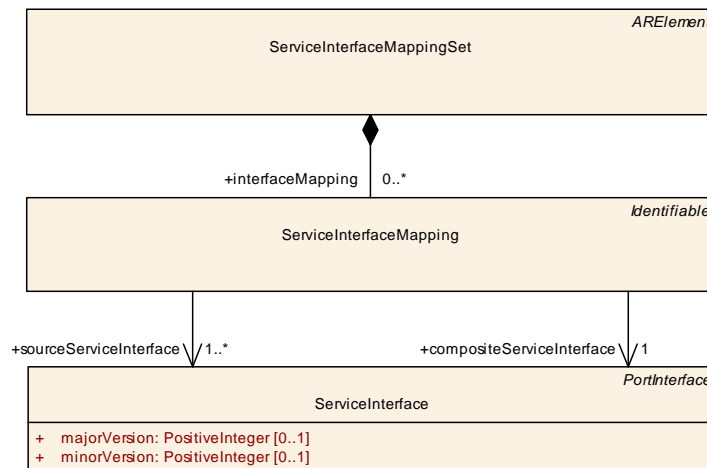 ARElement
ServiceInterfaceMappingSet
+interfaceMapping 0..*
Identifiable
ServiceInterfaceMapping
+sourceServiceInterface 1..* +compositeServiceInterface 1
PortInterface
ServiceInterface
+ majorVersion: PositiveInteger [0..1]
+ minorVersion: PositiveInteger [0..1]